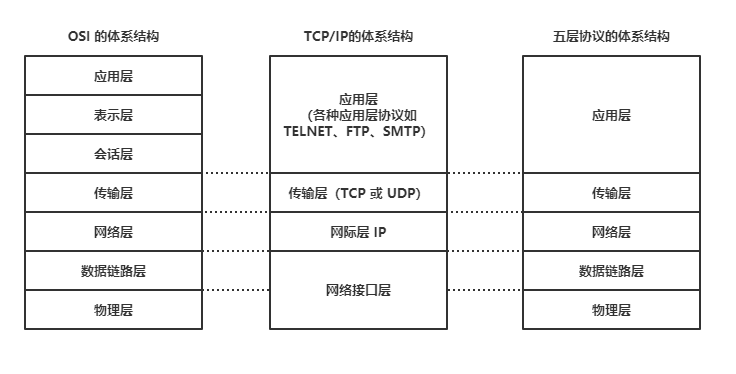 OSI 的体系结构
应用层
表示层
会话层
传输层
网络层
数据链路层
物理层
TCP/IP的体系结构
应用层
(各种应用层协议如
TELNET、FTP、SMTP)
传输层（TCP 或 UDP）
网际层 IP
网络接口层
五层协议的体系结构
应用层
传输层
网络层
数据链路层
物理层